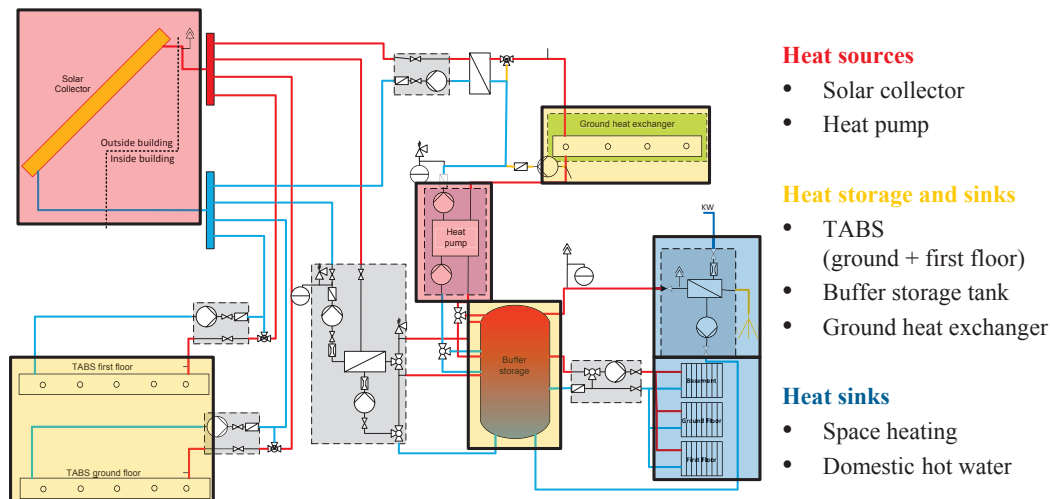 Solar
Collector
Outside building
Inside building
Ground heat exchanger
Heat
pump
KW
Buffer
storage
Basement
Ground Floor
First Floor
TABS first floor
TABS ground floor
Heat sources
• Solar collector
• Heat pump
Heat storage and sinks
• TABS
(ground + first floor)
• Buffer storage tank
• Ground heat exchanger
Heat sinks
• Space heating
• Domestic hot water